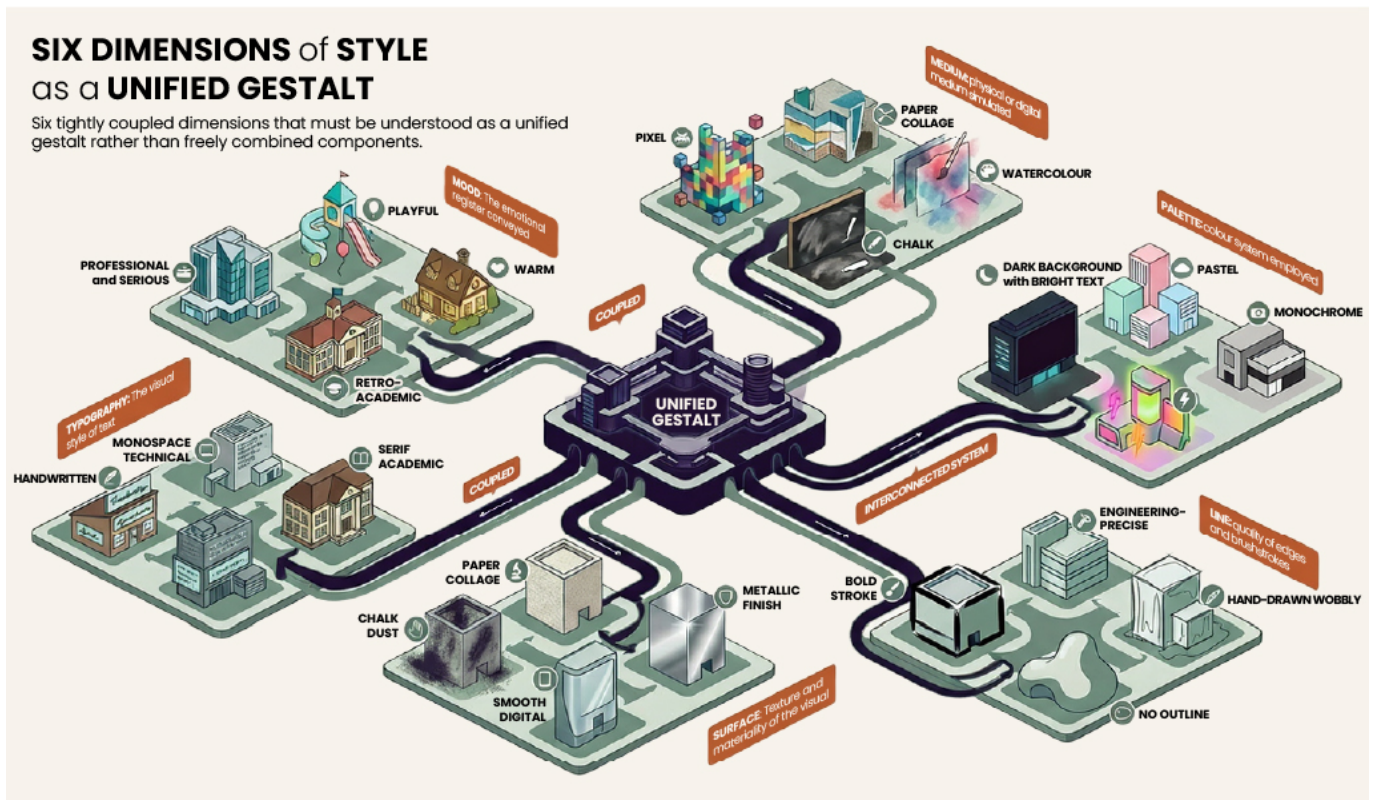 SIX DIMENSIONS of STYLE
as a UNIFIED GESTALT
Six tightly coupled dimensions that must be understood as a unified
gestalt rather than freely combined components.
MOOD: The emotional
register conveyed
PLAYFUL
PROFESSIONAL
and SERIOUS
WARM
RETRO-
ACADEMIC
MEDIUM: physical or digital
medium simulated
PIXEL
PAPER
COLLAGE
WATERCOLOUR
CHALK
PALETTE: colour system employed
DARK BACKGROUND
with BRIGHT TEXT
PASTEL
MONOCHROME
COUPLED
UNIFIED
GESTALT
TYPOGRAPHY: The visual
style of text
MONOSPACE
TECHNICAL
HANDWRITTEN
SERIF
ACADEMIC
COUPLED
INTERCONNECTED SYSTEM
PAPER
COLLAGE
CHALK
DUST
METALLIC
FINISH
SMOOTH
DIGITAL
SURFACE: Texture and
materiality of the visual
LINE: quality of edges
and brushstrokes
ENGINEERING-
PRECISE
BOLD
STROKE
HAND-DRAWN WOBBLY
NO OUTLINE